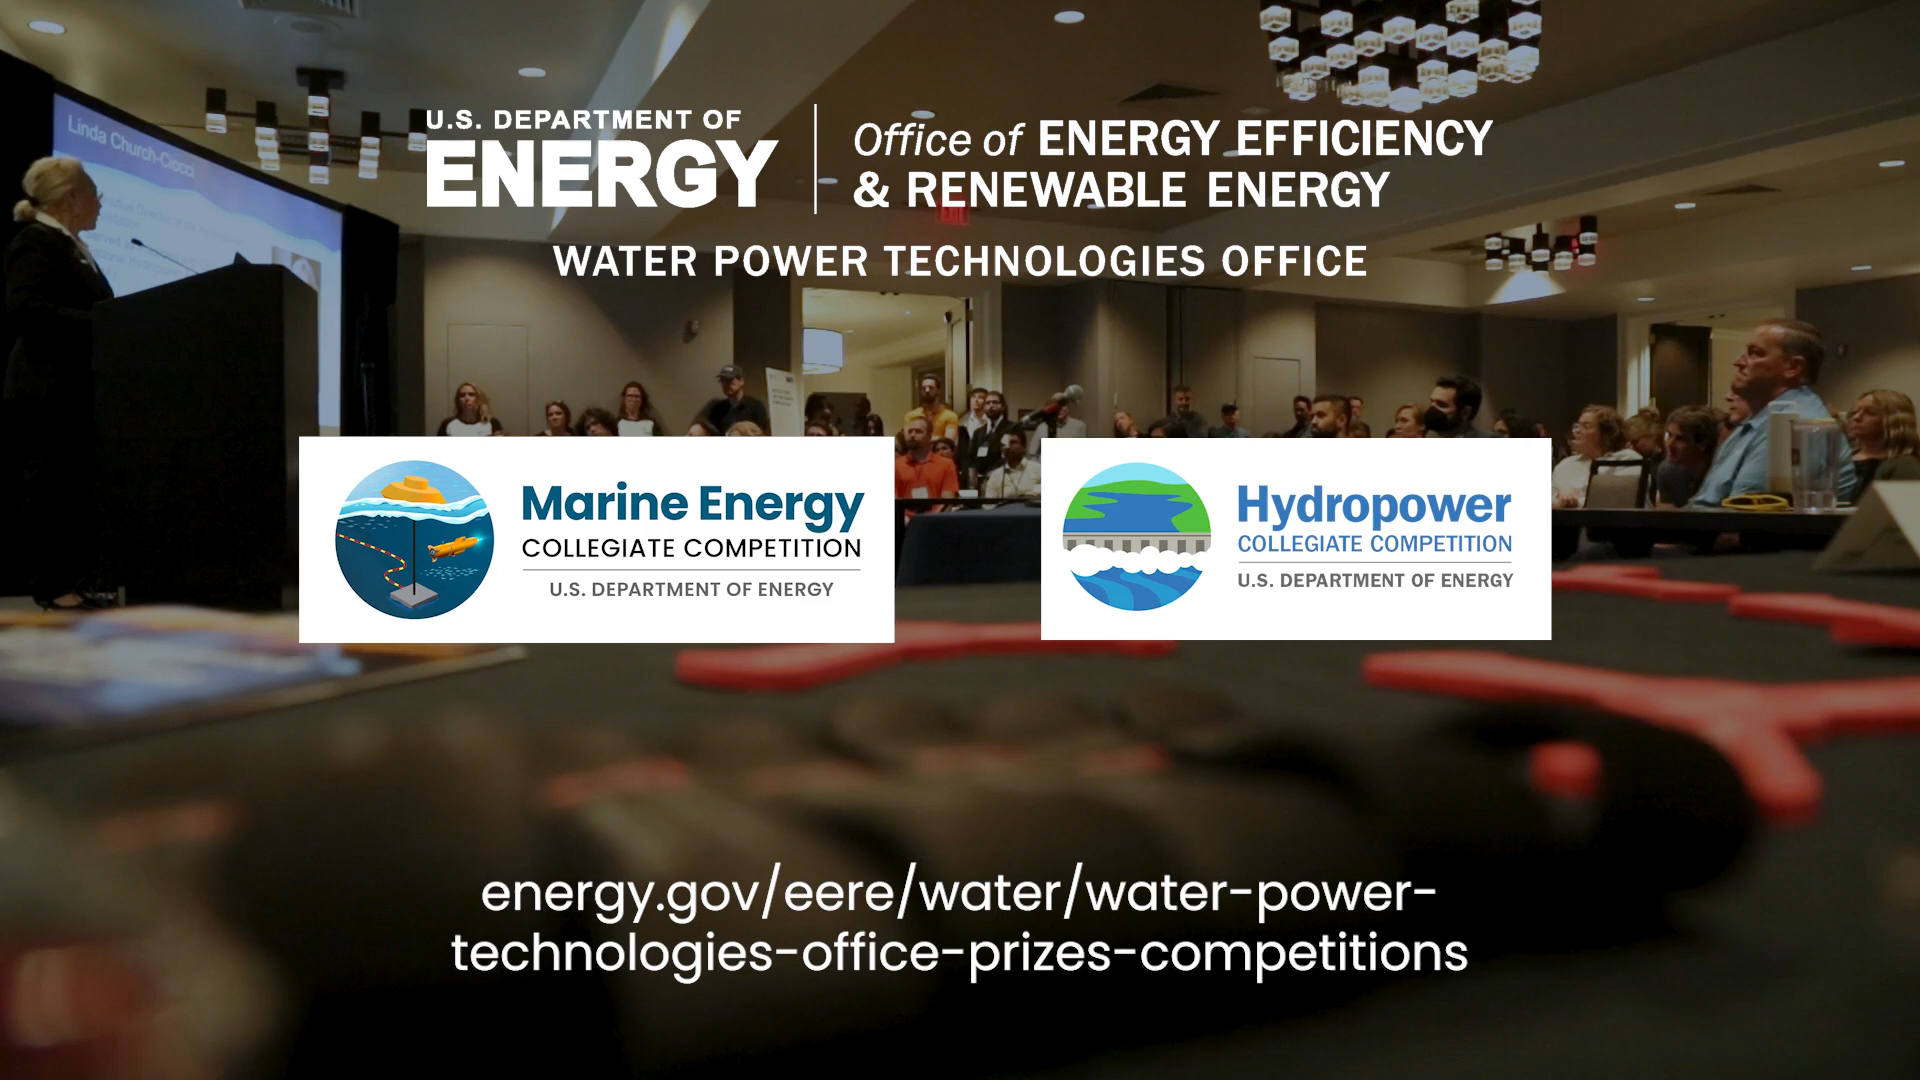 Linda Church-Ciocci
U.S. DEPARTMENT OF
ENERGY
Office of ENERGY EFFICIENCY
& RENEWABLE ENERGY
WATER POWER TECHNOLOGIES OFFICE
EXIT
Marine Energy
COLLEGIATE COMPETITION
U.S. DEPARTMENT OF ENERGY
Hydropower
COLLEGIATE COMPETITION
U.S. DEPARTMENT OF ENERGY
energy.gov/eere/water/water-power-
technologies-office-prizes-competitions